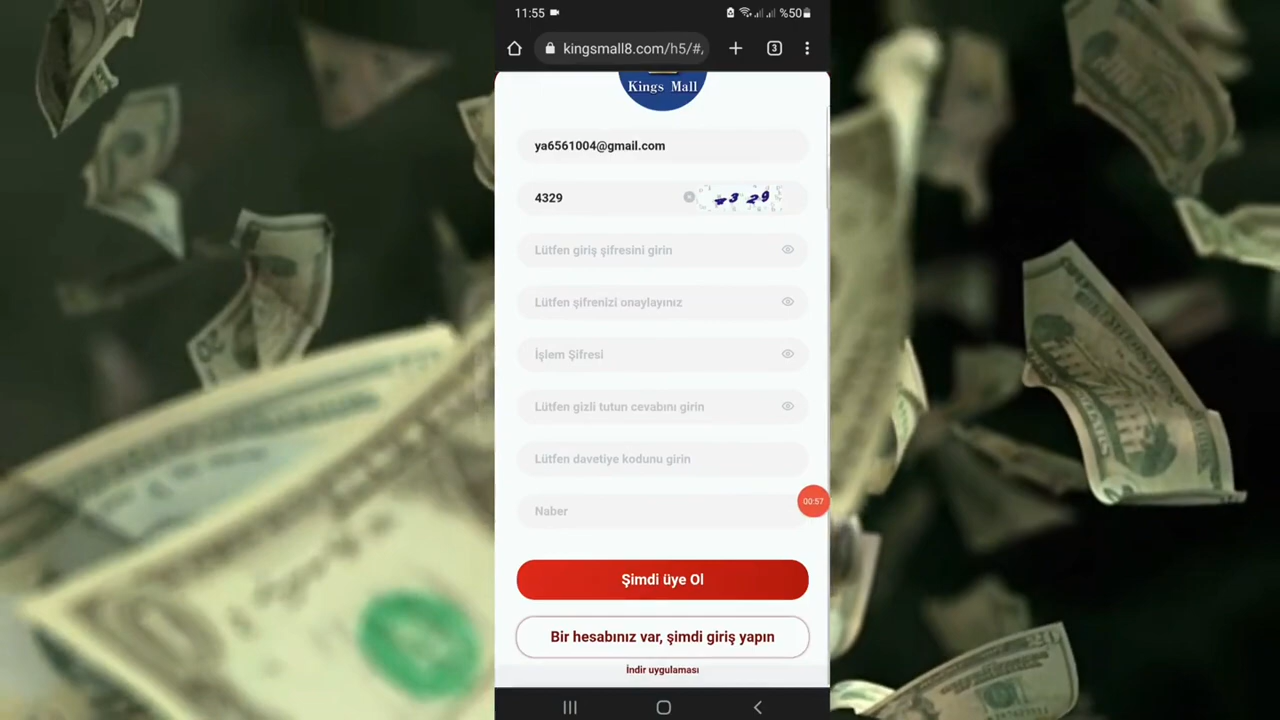 11:55
%50
kingsmall8.com/h5/#,
3
Kings Mall
ya6561004@gmail.com
4329
4329
Lütfen giriş şifresini girin
Lütfen şifrenizi onaylayınız
İşlem Şifresi
Lütfen gizli tutun cevabını girin
Lütfen davetiye kodunu girin
00:57
Naber
Şimdi üye Ol
Bir hesabınız var, şimdi giriş yapın
İndir uygulaması
20